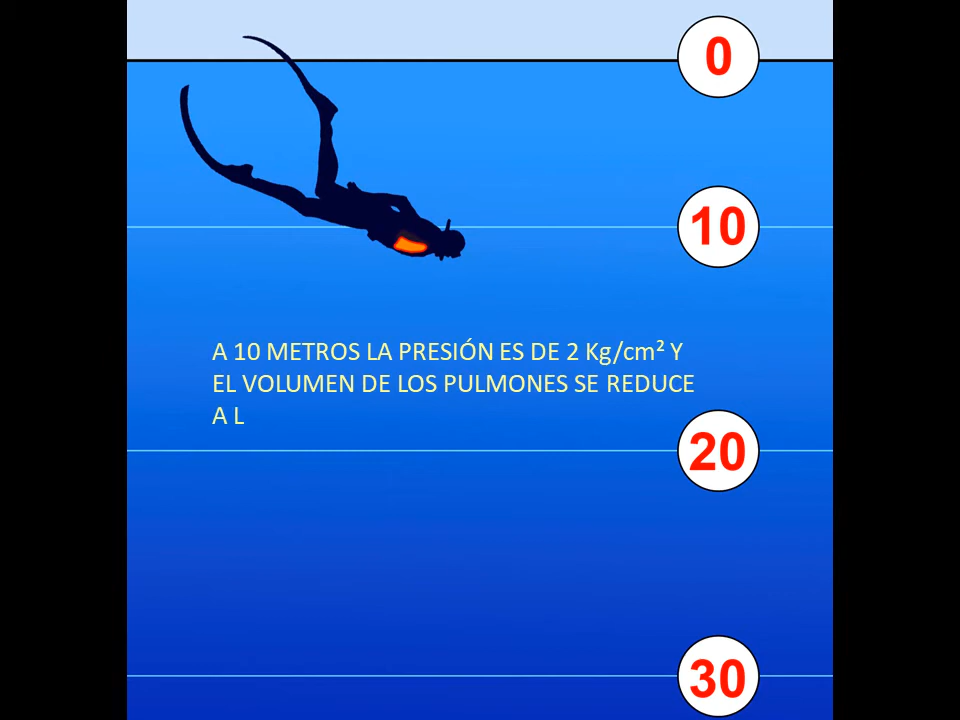 0
10
A 10 METROS LA PRESIÓN ES DE 2 Kg/cm² Y
EL VOLUMEN DE LOS PULMONES SE REDUCE
A L
20
30